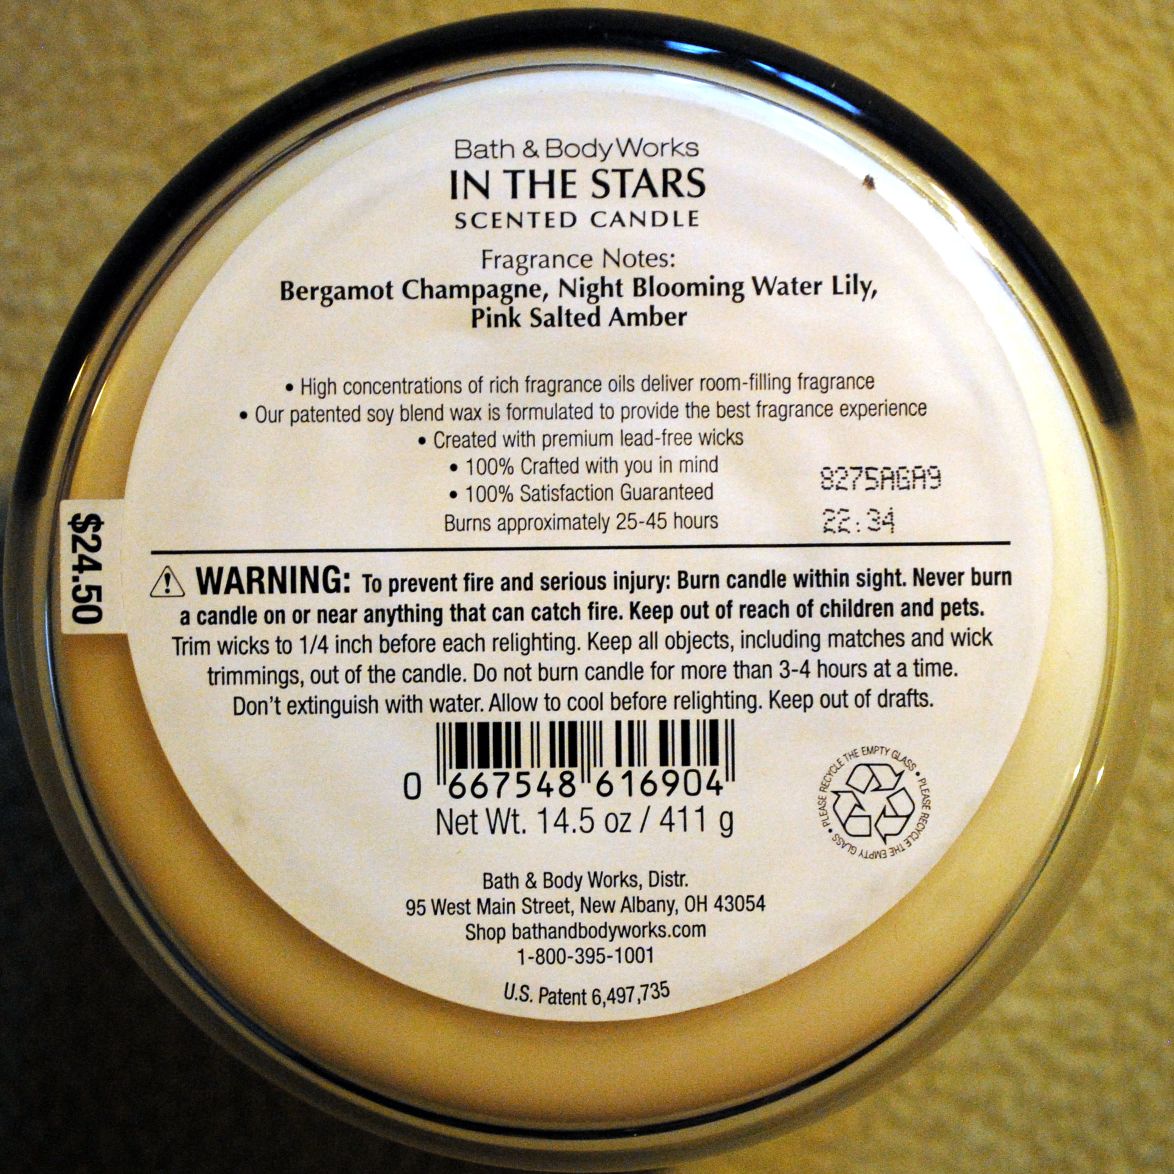 Bath & Body Works
IN THE STARS
SCENTED CANDLE
Fragrance Notes:
Bergamot Champagne, Night Blooming Water Lily,
Pink Salted Amber
• High concentrations of rich fragrance oils deliver room-filling fragrance
• Our patented soy blend wax is formulated to provide the best fragrance experience
• Created with premium lead-free wicks
• 100% Crafted with you in mind
• 100% Satisfaction Guaranteed
Burns approximately 25-45 hours
8275AGA9
22:34
$24.50
WARNING: To prevent fire and serious injury: Burn candle within sight. Never burn
a candle on or near anything that can catch fire. Keep out of reach of children and pets.
Trim wicks to 1/4 inch before each relighting. Keep all objects, including matches and wick
trimmings, out of the candle. Do not burn candle for more than 3-4 hours at a time.
Don't extinguish with water. Allow to cool before relighting. Keep out of drafts.
0 667548 616904
Net Wt. 14.5 oz / 411 g
PLEASE RECYCLE THE EMPTY GLASS • PLEASE RECYCLE THE EMPTY GLASS •
Bath & Body Works, Distr.
95 West Main Street, New Albany, OH 43054
Shop bathandbodyworks.com
1-800-395-1001
U.S. Patent 6,497,735